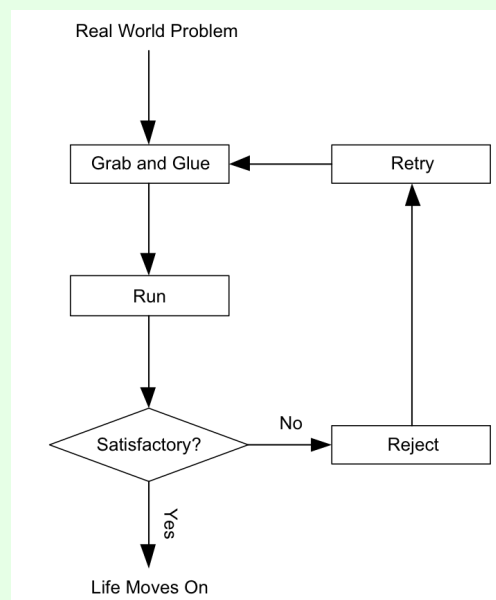 Real World Problem
Grab and Glue
Retry
Run
Satisfactory?
No
Reject
Yes
Life Moves On